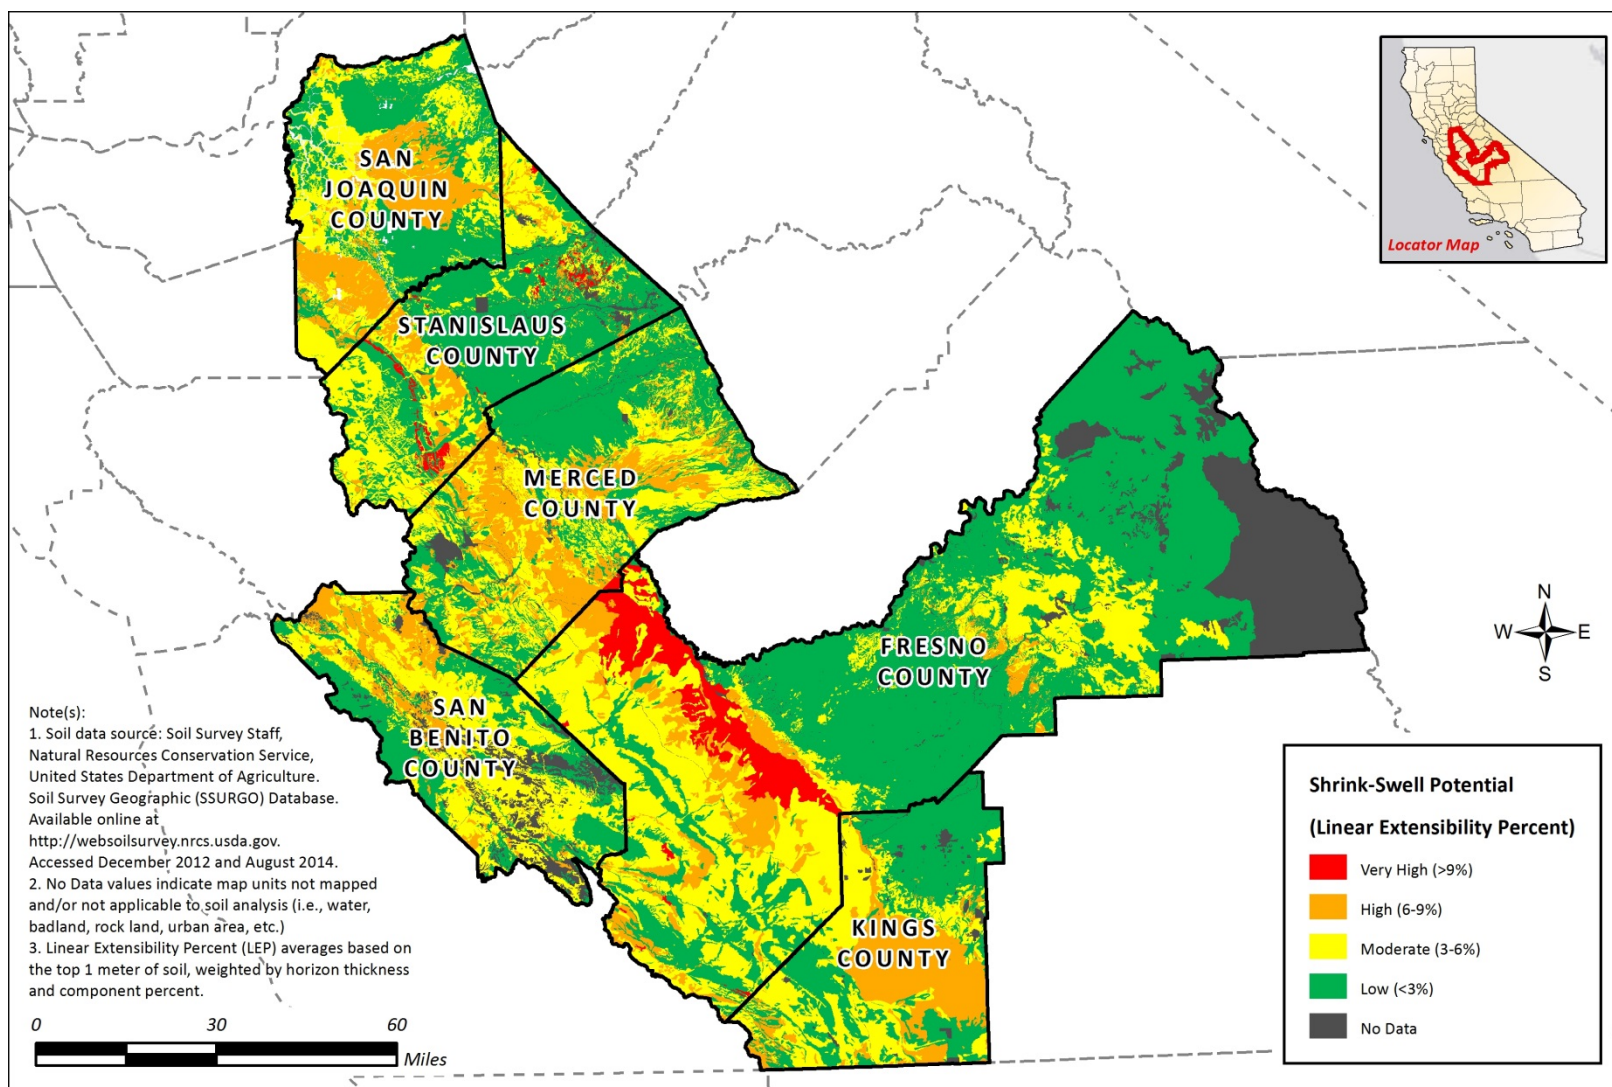 Locator Map
SAN
JOAQUIN
COUNTY
STANISLAUS
COUNTY
MERCED
COUNTY
FRESNO
COUNTY
SAN
BENITO
COUNTY
KINGS
COUNTY
N
W
E
S
Note(s):
1. Soil data source: Soil Survey Staff,
Natural Resources Conservation Service,
United States Department of Agriculture.
Soil Survey Geographic (SSURGO) Database.
Available online at
http://websoilsurvey.nrcs.usda.gov.
Accessed December 2012 and August 2014.
2. No Data values indicate map units not mapped
and/or not applicable to soil analysis (i.e., water,
badland, rock land, urban area, etc.)
3. Linear Extensibility Percent (LEP) averages based on
the top 1 meter of soil, weighted by horizon thickness
and component percent.
0 30 60
Miles
Shrink-Swell Potential
(Linear Extensibility Percent)
Very High (>9%)
High (6-9%)
Moderate (3-6%)
Low (<3%)
No Data